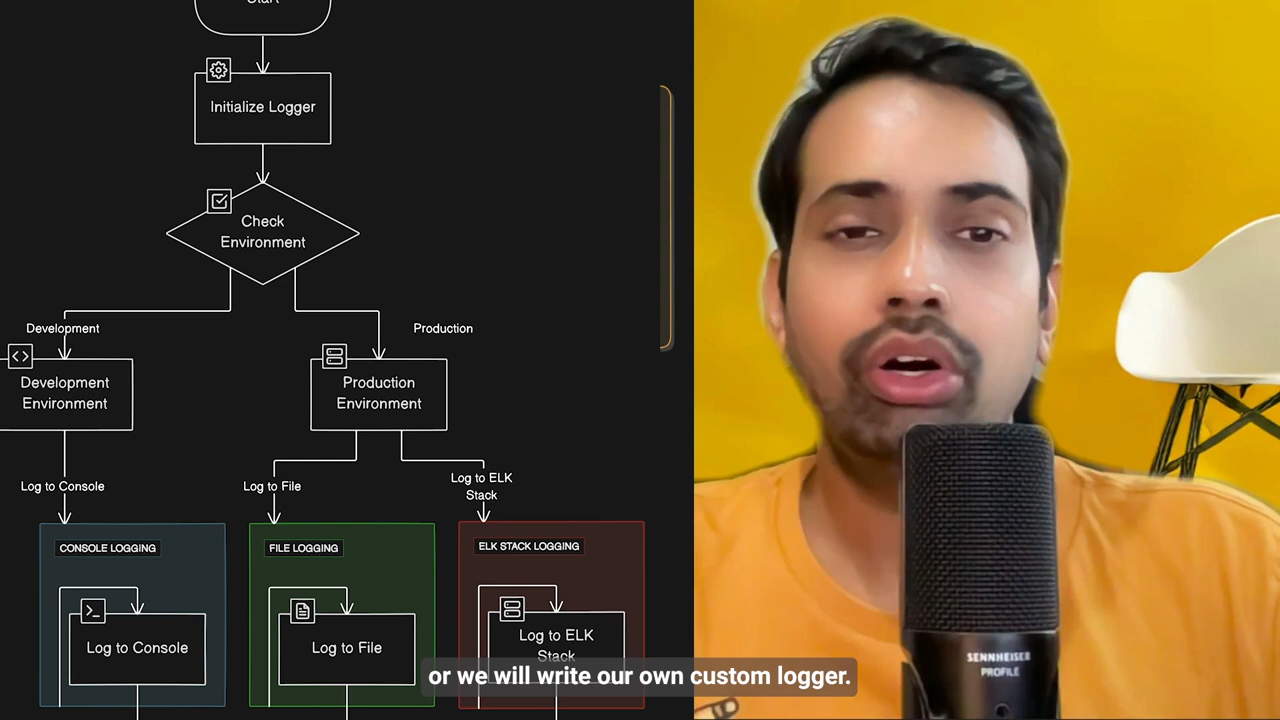 Start
Initialize Logger
Check
Environment
Development
Production
Development
Environment
Production
Environment
Log to Console
Log to File
Log to ELK
Stack
CONSOLE LOGGING
FILE LOGGING
ELK STACK LOGGING
Log to Console
Log to File
Log to ELK
Stack
or we will write our own custom logger.
SENNHEISER
PROFILE